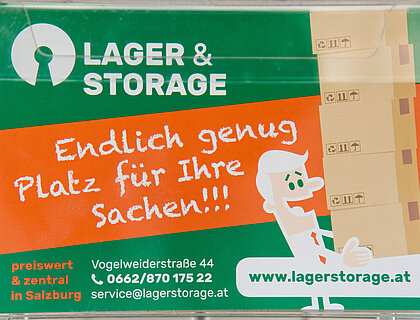 LAGER &
STORAGE
Endlich genug
Platz für Ihre
Sachen!!!
preiswert
& zentral
in Salzburg
Vogelweiderstraße 44
0662/870 175 22
service@lagerstorage.at
www.lagerstorage.at